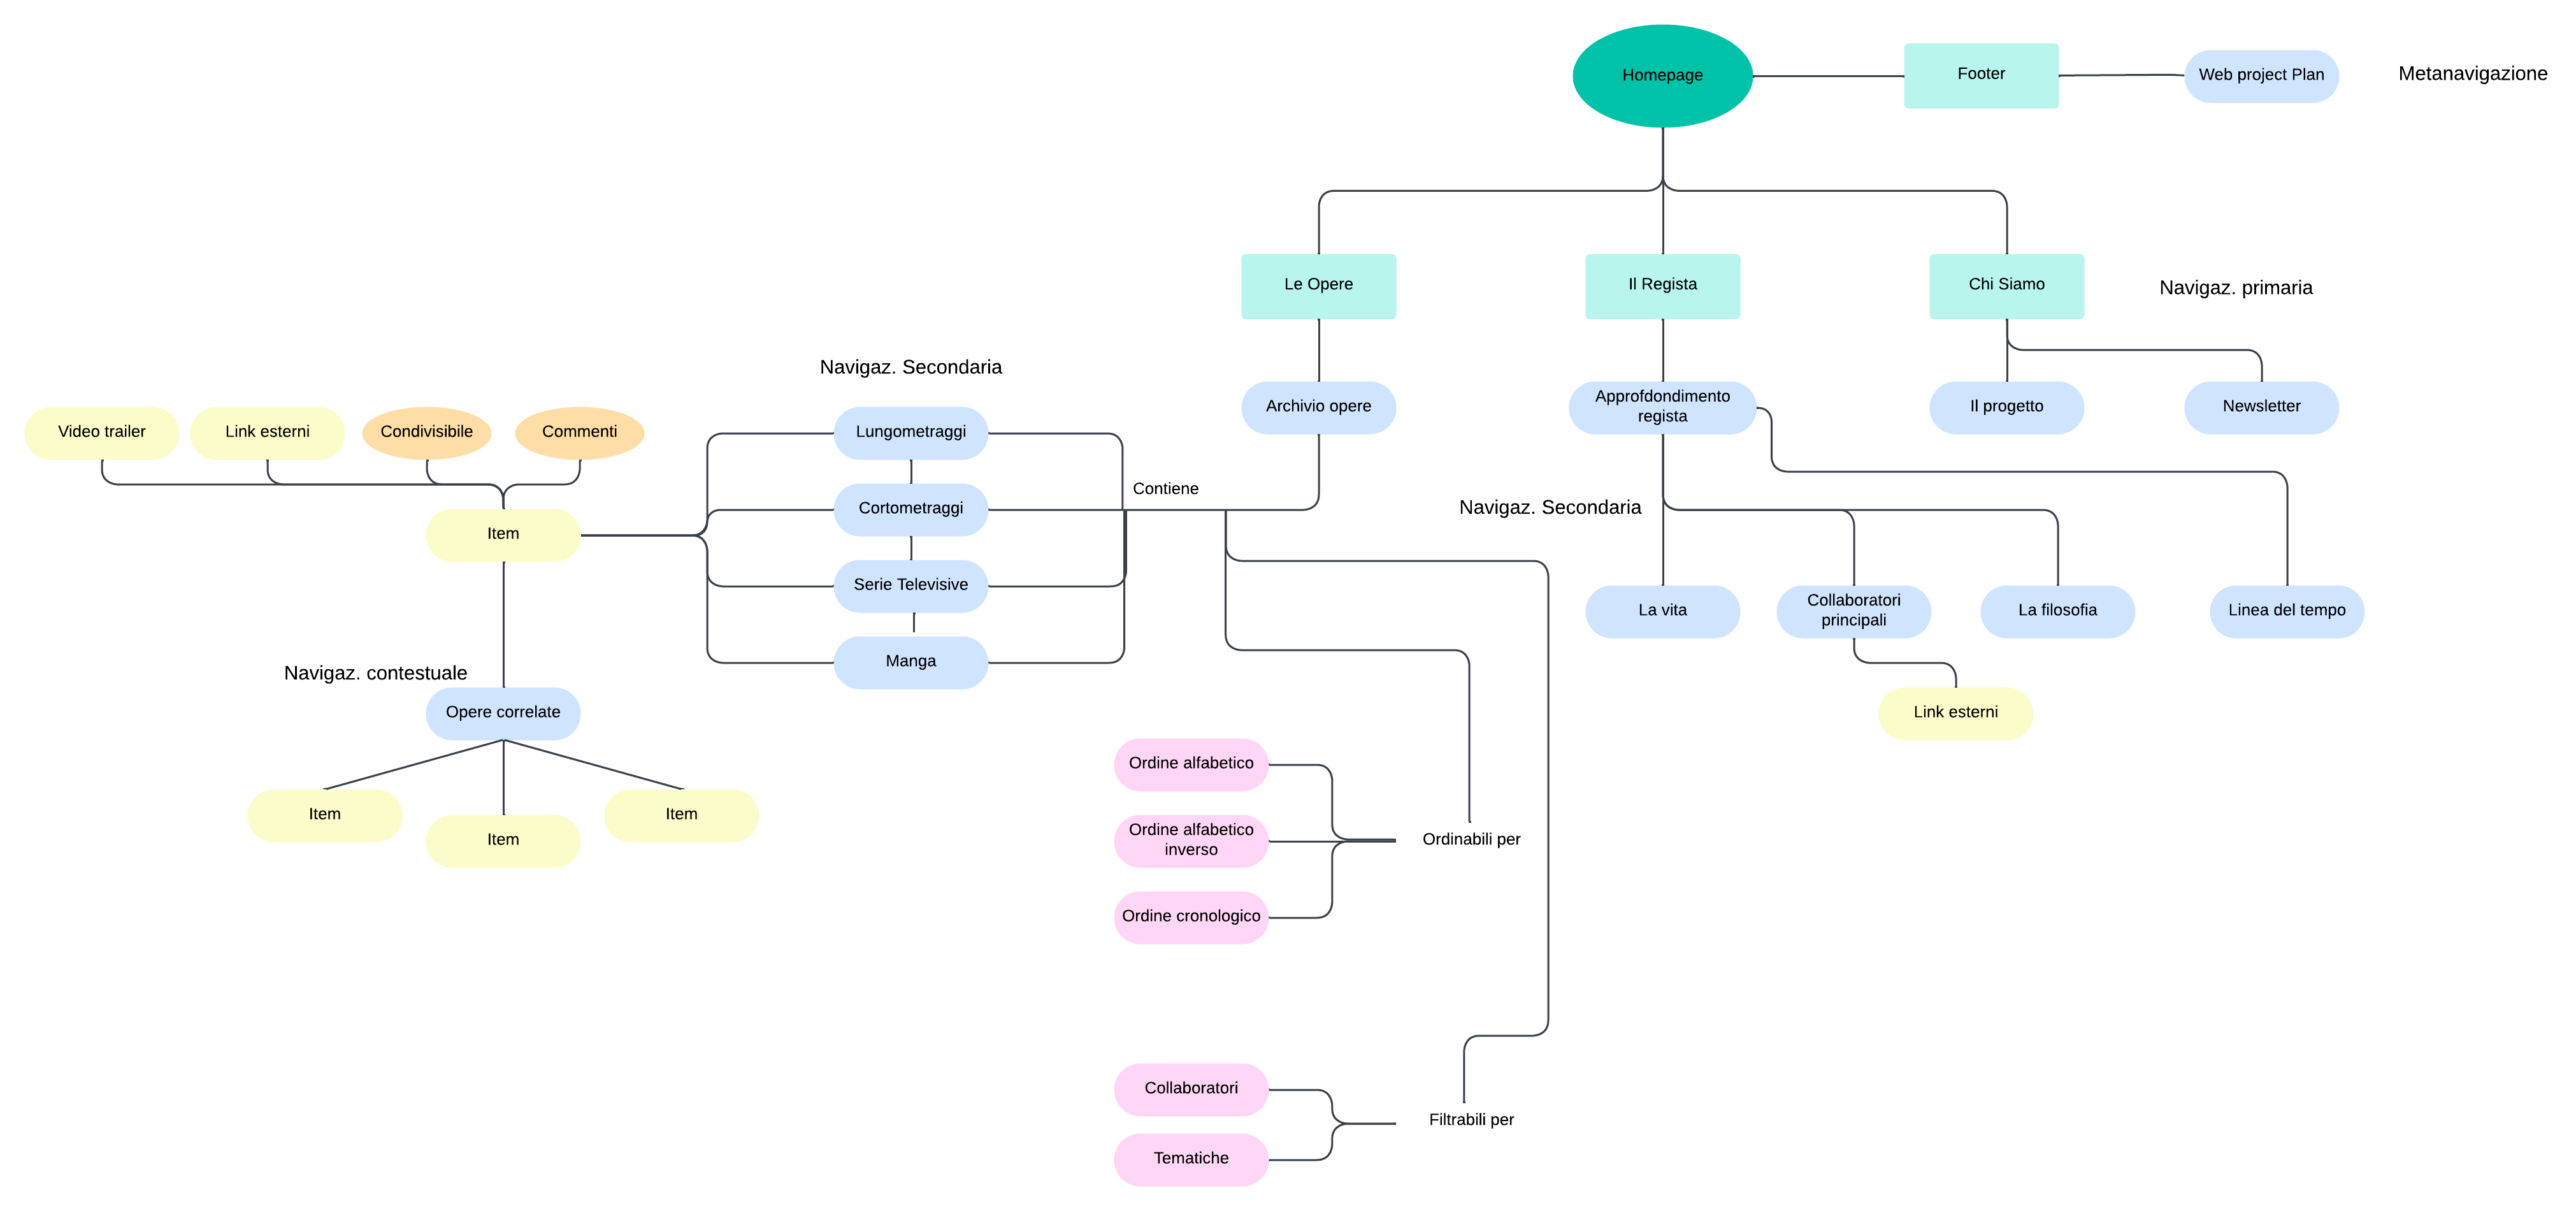 Homepage
Footer
Web project Plan
Metanavigazione
Le Opere
Il Regista
Chi Siamo
Navigaz. primaria
Navigaz. Secondaria
Archivio opere
Approfdondimento
regista
Il progetto
Newsletter
Video trailer
Link esterni
Condivisibile
Commenti
Lungometraggi
Contiene
Cortometraggi
Navigaz. Secondaria
Item
Serie Televisive
La vita
Collaboratori
principali
La filosofia
Linea del tempo
Manga
Navigaz. contestuale
Opere correlate
Link esterni
Ordine alfabetico
Item
Item
Item
Ordine alfabetico
inverso
Ordinabili per
Ordine cronologico
Collaboratori
Filtrabili per
Tematiche